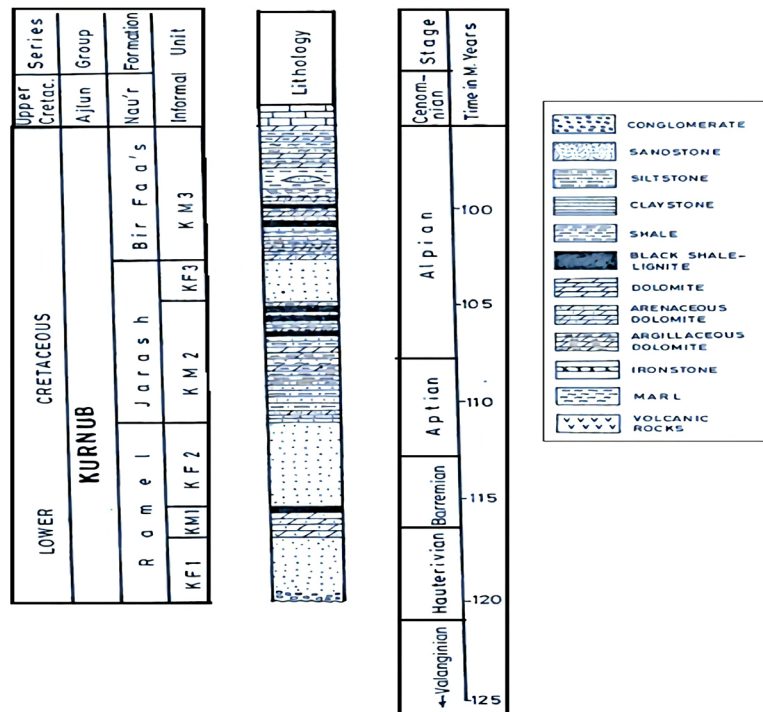 Series
Group
Formation
Informal Unit
Upper Cretac.
Ajlun
Nau'r
LOWER CRETACEOUS
KURNUB
Bir Faa's
Jarash
Ramel
KM3
KF3
KM2
KF2
KM1
KF1
Lithology
Stage
Time in M. Years
Cenom-
nian
Alpian
Aptian
Barremian
Hauterivian
←Valanginian
100
105
110
115
120
125
CONGLOMERATE
SANDSTONE
SILTSTONE
CLAYSTONE
SHALE
BLACK SHALE-
LIGNITE
DOLOMITE
ARENACEOUS
DOLOMITE
ARGILLACEOUS
DOLOMITE
IRONSTONE
MARL
VOLCANIC
ROCKS